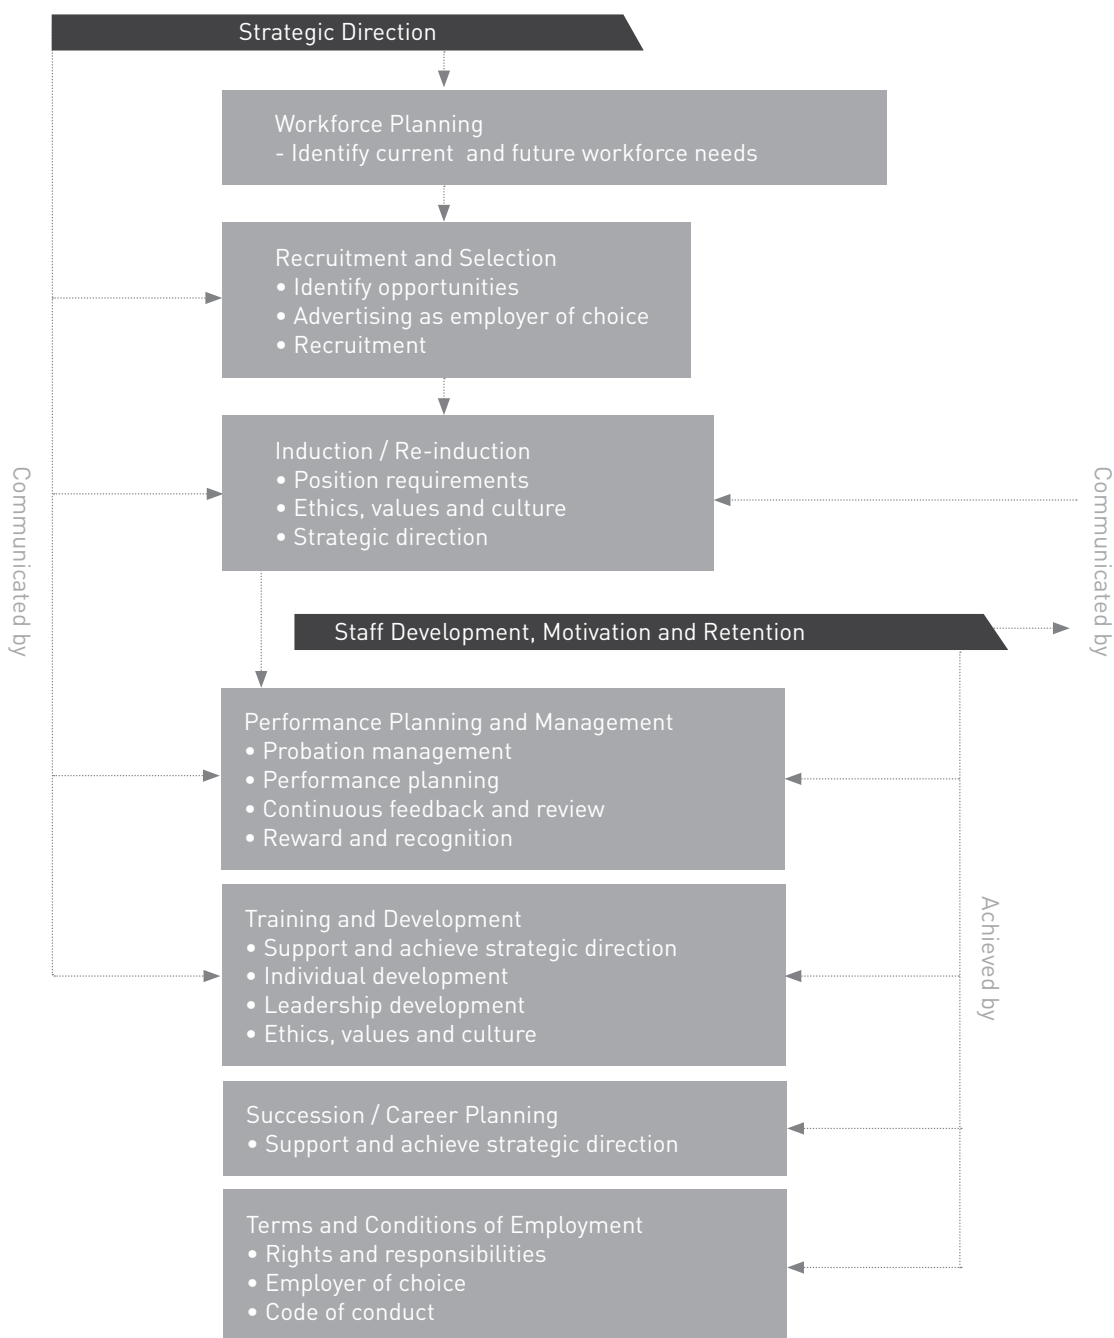 Strategic Direction
Workforce Planning
- Identify current  and future workforce needs
Recruitment and Selection
• Identify opportunities
• Advertising as employer of choice
• Recruitment
Induction / Re-induction
• Position requirements
• Ethics, values and culture
• Strategic direction
Communicated by
Communicated by
Staff Development, Motivation and Retention
Performance Planning and Management
• Probation management
• Performance planning
• Continuous feedback and review
• Reward and recognition
Training and Development
• Support and achieve strategic direction
• Individual development
• Leadership development
• Ethics, values and culture
Achieved by
Succession / Career Planning
• Support and achieve strategic direction
Terms and Conditions of Employment
• Rights and responsibilities
• Employer of choice
• Code of conduct